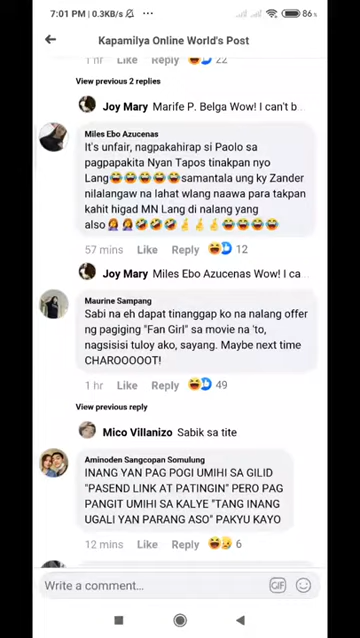 7:01 PM | 0.3KB/s
86%
Kapamilya Online World's Post
1 hr Like Reply 22
View previous 2 replies
Joy Mary Marife P. Belga Wow! I can't b...
Miles Ebo Azucenas
It's unfair, nagpakahirap si Paolo sa
pagpapakita Nyan Tapos tinakpan nyo
Lang😂😂😂😂😂samantala ung ky Zander
nilalangaw na lahat wlang naawa para takpan
kahit higad MN Lang di nalang yang
also🤦‍♀️🤦‍♀️🤣🤣🤣🤞🤞🤞😂😂😂😂
57 mins Like Reply 12
Joy Mary Miles Ebo Azucenas Wow! I ca...
Maurine Sampang
Sabi na eh dapat tinanggap ko na nalang offer
ng pagiging "Fan Girl" sa movie na 'to,
nagsisisi tuloy ako, sayang. Maybe next time
CHAROOOOOT!
1 hr Like Reply 49
View previous reply
Mico Villanizo Sabik sa tite
Aminoden Sangcopan Somulung
INANG YAN PAG POGI UMIHI SA GILID
"PASEND LINK AT PATINGIN" PERO PAG
PANGIT UMIHI SA KALYE "TANG INANG
UGALI YAN PARANG ASO" PAKYU KAYO
12 mins Like Reply 6
Write a comment...
GIF